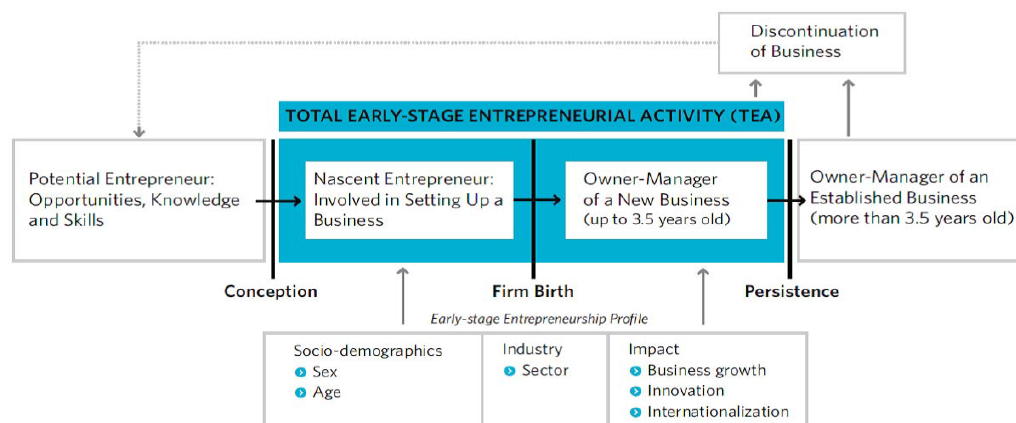 Discontinuation
of Business
TOTAL EARLY-STAGE ENTREPRENEURIAL ACTIVITY (TEA)
Potential Entrepreneur:
Opportunities, Knowledge
and Skills
Nascent Entrepreneur:
Involved in Setting Up a
Business
Owner-Manager
of a New Business
(up to 3.5 years old)
Owner-Manager of an
Established Business
(more than 3.5 years old)
Conception
Firm Birth
Persistence
Early-stage Entrepreneurship Profile
Socio-demographics
Sex
Age
Industry
Sector
Impact
Business growth
Innovation
Internationalization